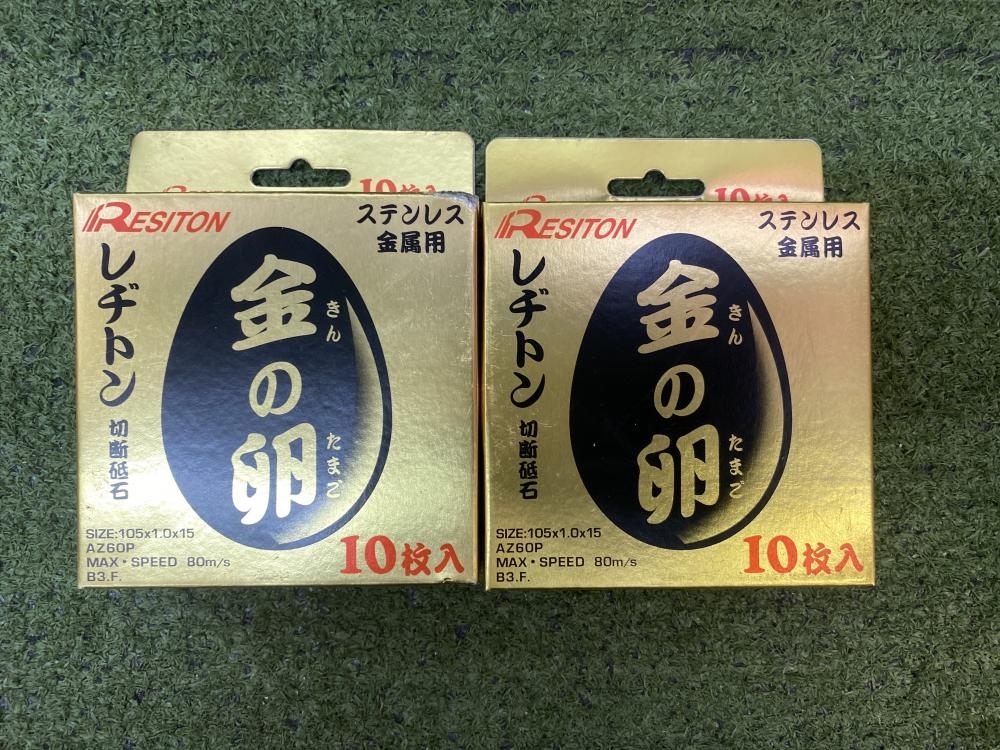 10枚入
RESITON
ステンレス
金属用
レヂトン
切断砥石
金の卵
きん
たまご
SIZE:105x1.0x15
AZ60P
MAX・SPEED 80m/s
B3.F.
10枚入
10枚入
RESITON
ステンレス
金属用
レヂトン
切断砥石
金の卵
きん
たまご
SIZE:105x1.0x15
AZ60P
MAX・SPEED 80m/s
B3.F.
10枚入